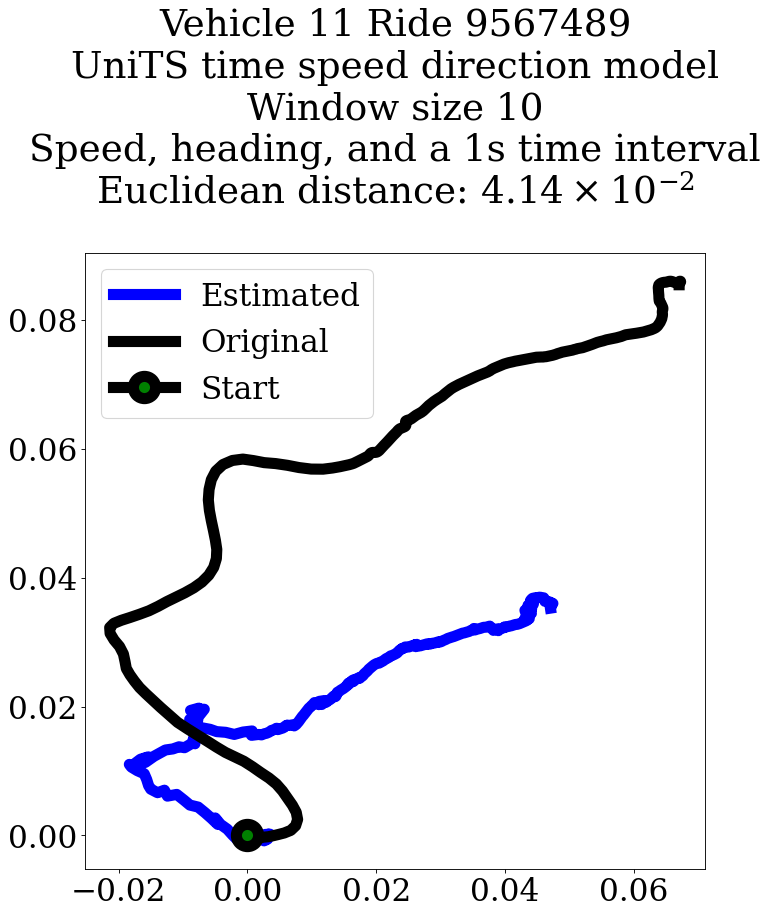 Vehicle 11 Ride 9567489
UniTS time speed direction model
Window size 10
Speed, heading, and a 1s time interval
Euclidean distance: 4.14 × 10⁻²
Estimated
Original
Start
0.08
0.06
0.04
0.02
0.00
−0.02 0.00 0.02 0.04 0.06